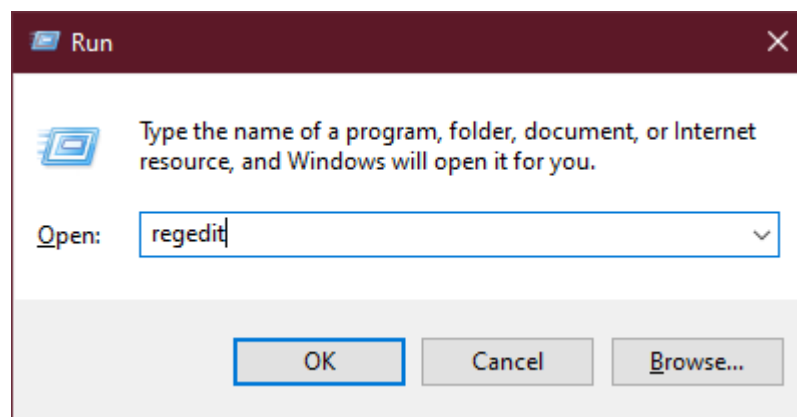 Run
Type the name of a program, folder, document, or Internet
resource, and Windows will open it for you.
Open: regedit
OK Cancel Browse...